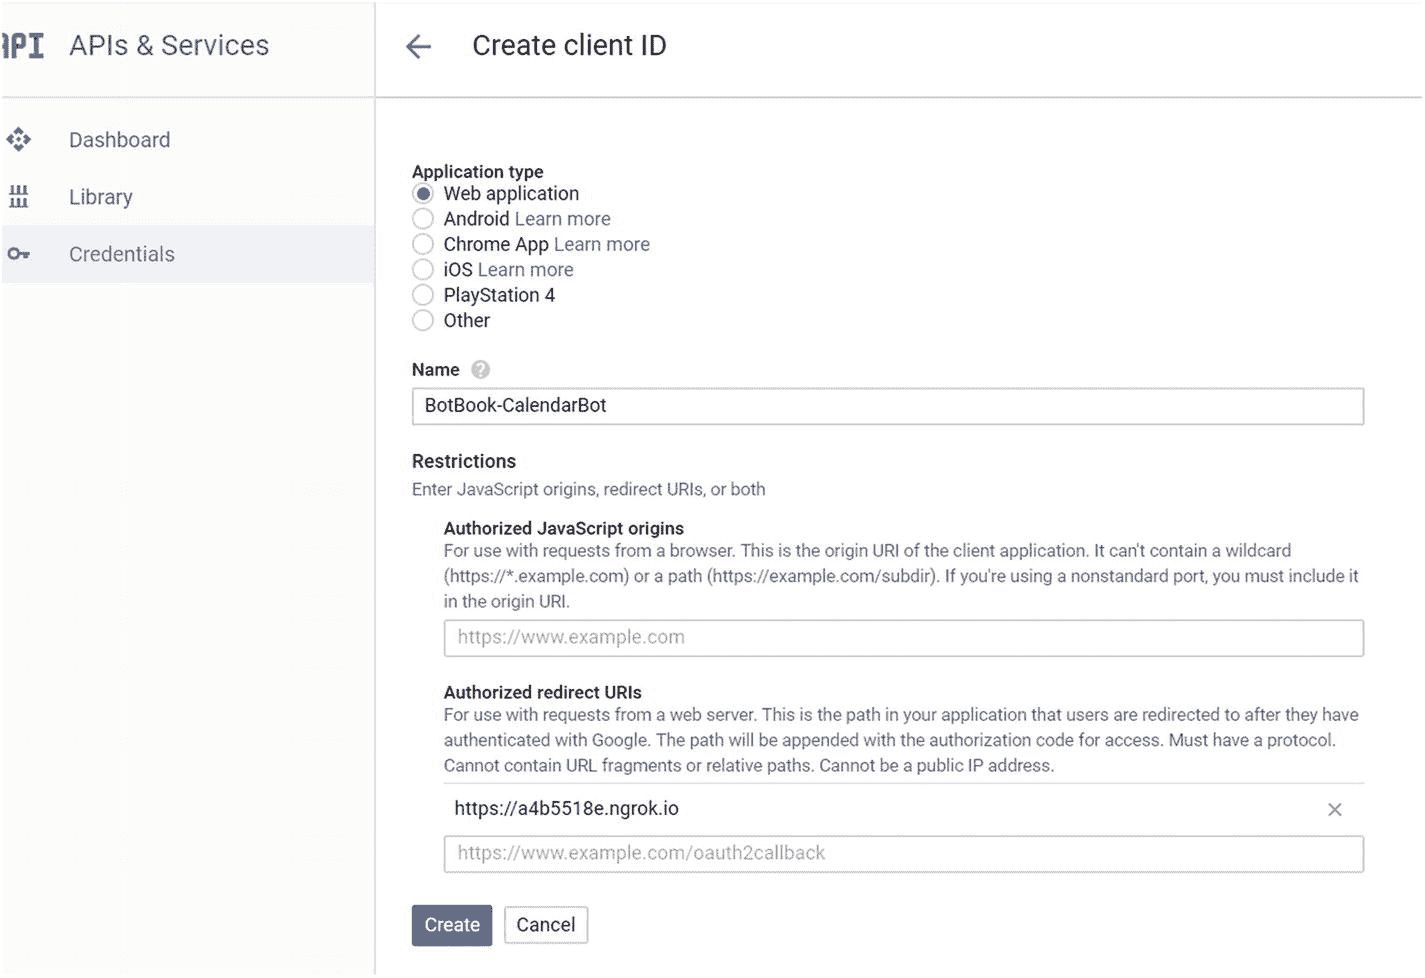 API APIs & Services
Create client ID
Dashboard
Library
Credentials
Application type
Web application
Android Learn more
Chrome App Learn more
iOS Learn more
PlayStation 4
Other
Name ?
BotBook-CalendarBot
Restrictions
Enter JavaScript origins, redirect URIs, or both
Authorized JavaScript origins
For use with requests from a browser. This is the origin URI of the client application. It can't contain a wildcard
(https://*.example.com) or a path (https://example.com/subdir). If you're using a nonstandard port, you must include it
in the origin URI.
https://www.example.com
Authorized redirect URIs
For use with requests from a web server. This is the path in your application that users are redirected to after they have
authenticated with Google. The path will be appended with the authorization code for access. Must have a protocol.
Cannot contain URL fragments or relative paths. Cannot be a public IP address.
https://a4b5518e.ngrok.io
https://www.example.com/oauth2callback
Create Cancel